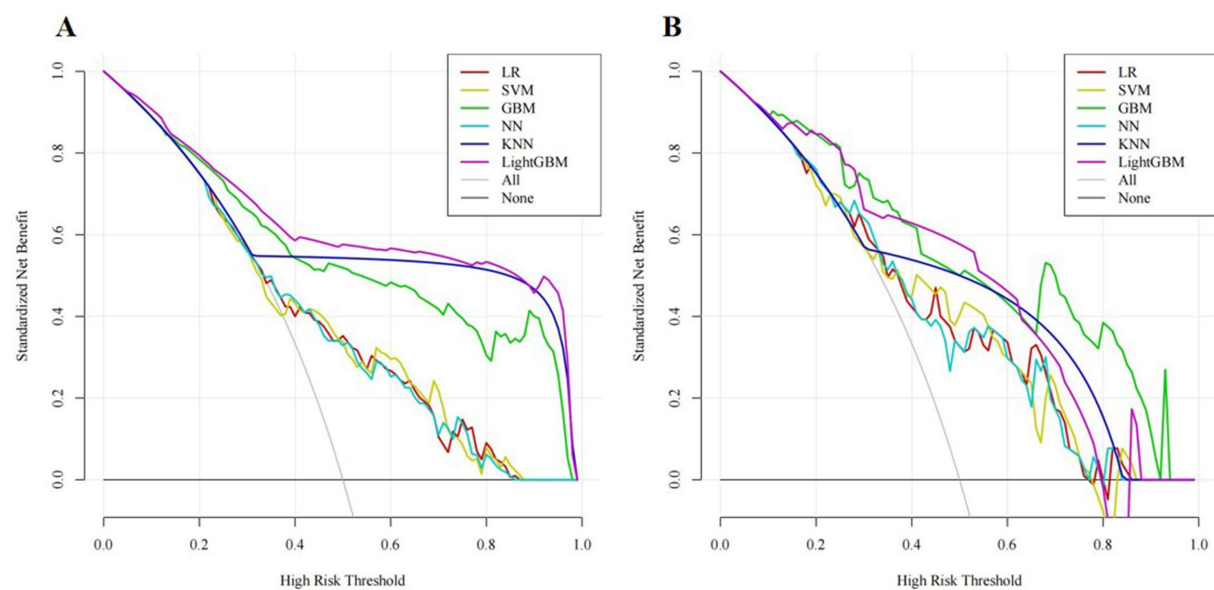 A
LR
SVM
GBM
NN
KNN
LightGBM
All
None
Standardized Net Benefit
1.0
0.8
0.6
0.4
0.2
0.0
0.0 0.2 0.4 0.6 0.8 1.0
High Risk Threshold
B
LR
SVM
GBM
NN
KNN
LightGBM
All
None
Standardized Net Benefit
1.0
0.8
0.6
0.4
0.2
0.0
0.0 0.2 0.4 0.6 0.8 1.0
High Risk Threshold